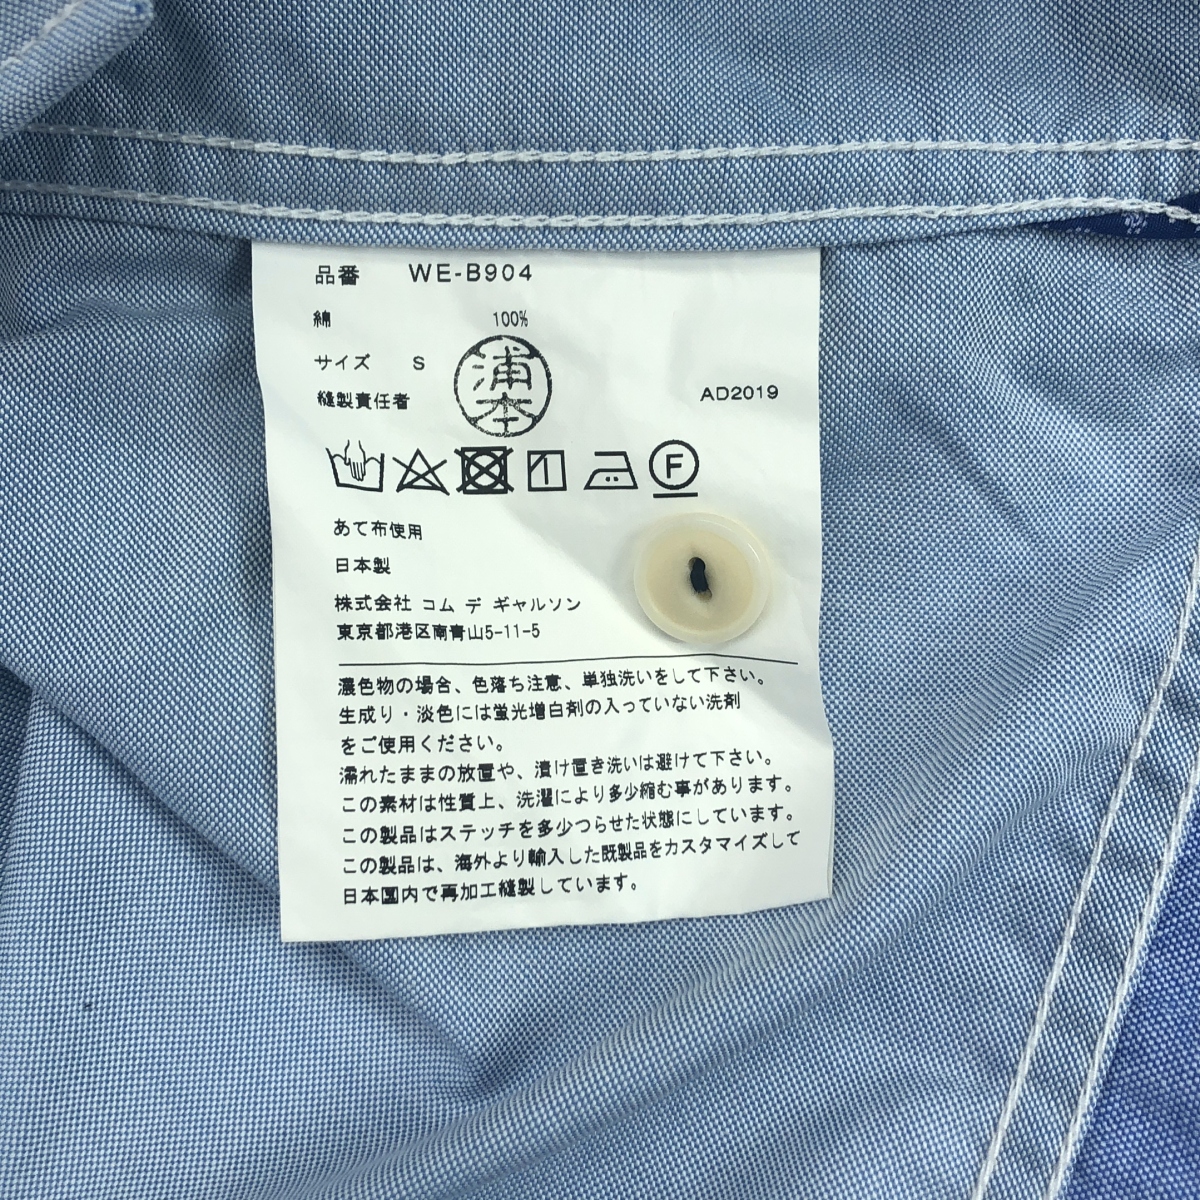 品番 WE-B904
綿 100%
サイズ S
縫製責任者 浦本 AD2019
F
あて布使用
日本製
株式会社 コム デ ギャルソン
東京都港区南青山5-11-5
濃色物の場合、色落ち注意、単独洗いをして下さい。
生成り・淡色には蛍光増白剤の入っていない洗剤
をご使用ください。
濡れたままの放置や、漬け置き洗いは避けて下さい。
この素材は性質上、洗濯により多少縮む事があります。
この製品はステッチを多少つらせた状態にしています。
この製品は、海外より輸入した既製品をカスタマイズして
日本国内で再加工縫製しています。